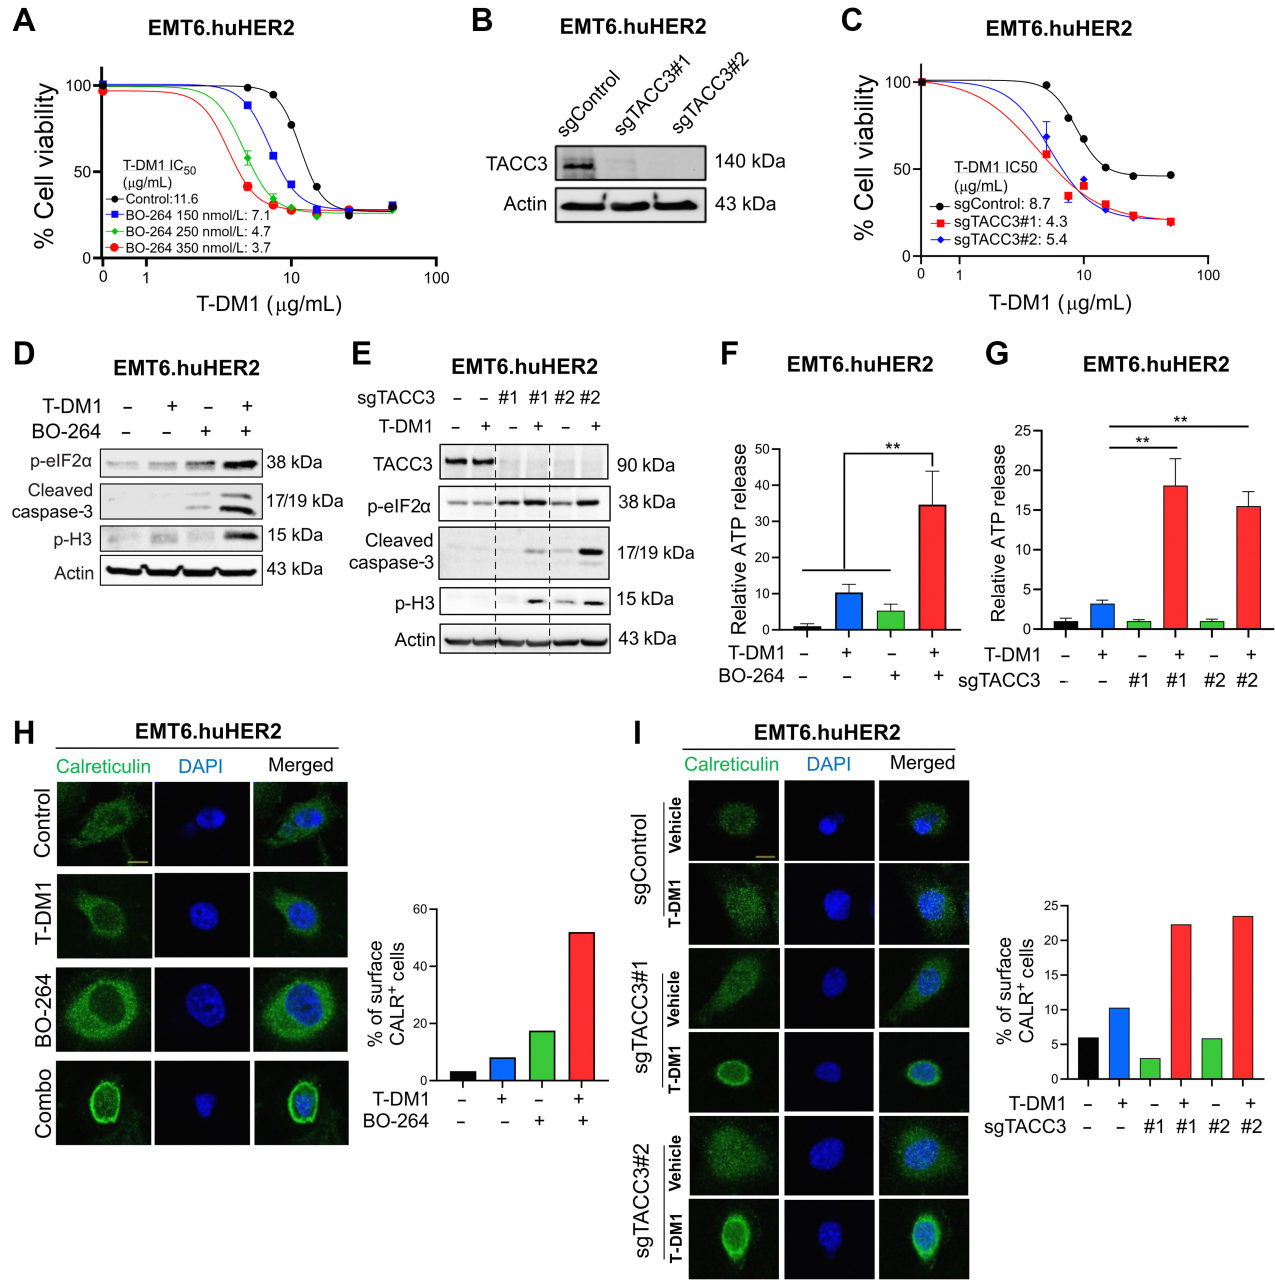 A
EMT6.huHER2
% Cell viability
100
50
0
T-DM1 IC50
(μg/mL)
Control:11.6
BO-264 150 nmol/L: 7.1
BO-264 250 nmol/L: 4.7
BO-264 350 nmol/L: 3.7
0 1 10 100
T-DM1 (μg/mL)
B
EMT6.huHER2
sgControl
sgTACC3#1
sgTACC3#2
TACC3 140 kDa
Actin 43 kDa
C
EMT6.huHER2
% Cell viability
100
50
0
T-DM1 IC50
(μg/mL)
sgControl: 8.7
sgTACC3#1: 4.3
sgTACC3#2: 5.4
0 1 10 100
T-DM1 (μg/mL)
D
EMT6.huHER2
T-DM1 – + – +
BO-264 – – + +
p-eIF2α 38 kDa
Cleaved
caspase-3 17/19 kDa
p-H3 15 kDa
Actin 43 kDa
E
EMT6.huHER2
sgTACC3 – – #1 #1 #2 #2
T-DM1 – + – + – +
TACC3 90 kDa
p-eIF2α 38 kDa
Cleaved
caspase-3 17/19 kDa
p-H3 15 kDa
Actin 43 kDa
F
EMT6.huHER2
Relative ATP release
50
40
30
20
10
0
**
T-DM1 – + – +
BO-264 – – + +
G
EMT6.huHER2
Relative ATP release
25
20
15
10
5
0
**
**
T-DM1 – + – + – +
sgTACC3 – – #1 #1 #2 #2
H
EMT6.huHER2
Calreticulin DAPI Merged
Control
T-DM1
BO-264
Combo
% of surface
CALR+ cells
60
40
20
0
T-DM1 – + – +
BO-264 – – + +
I
EMT6.huHER2
Calreticulin DAPI Merged
sgControl
Vehicle
T-DM1
sgTACC3#1
Vehicle
T-DM1
sgTACC3#2
Vehicle
T-DM1
% of surface
CALR+ cells
25
20
15
10
5
0
T-DM1 – + – + – +
sgTACC3 – – #1 #1 #2 #2